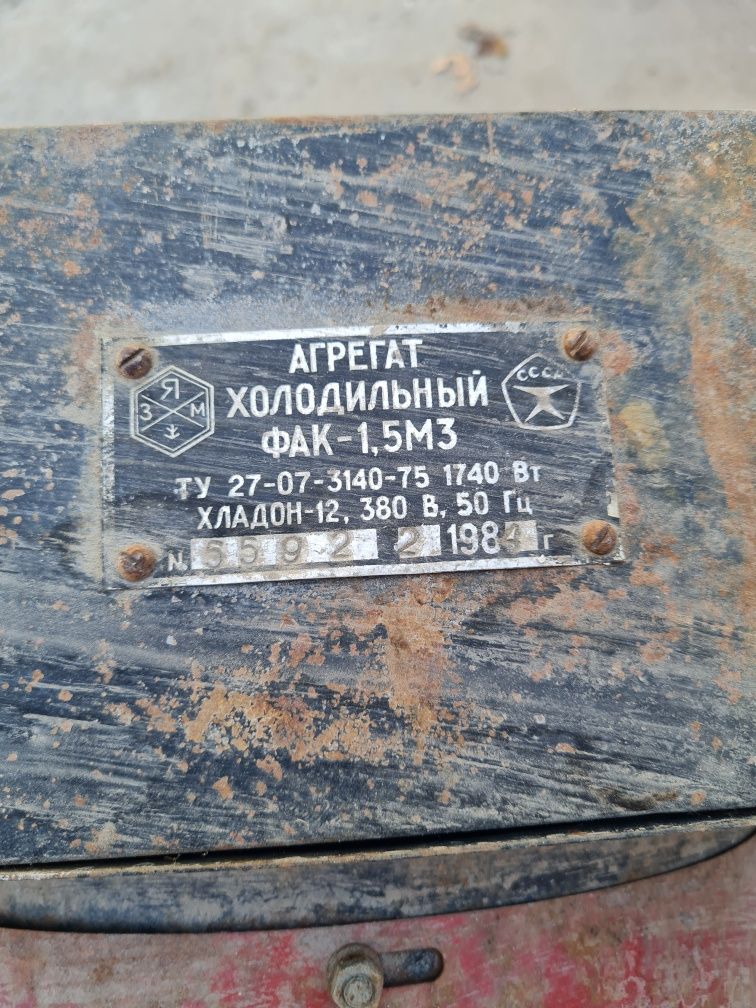 АГРЕГАТ
ХОЛОДИЛЬНЫЙ
ФАК-1,5М3
Я
З М
СССР
ТУ 27-07-3140-75 1740 Вт
ХЛАДОН-12, 380 В, 50 Гц
N. 5592 2 1984 г